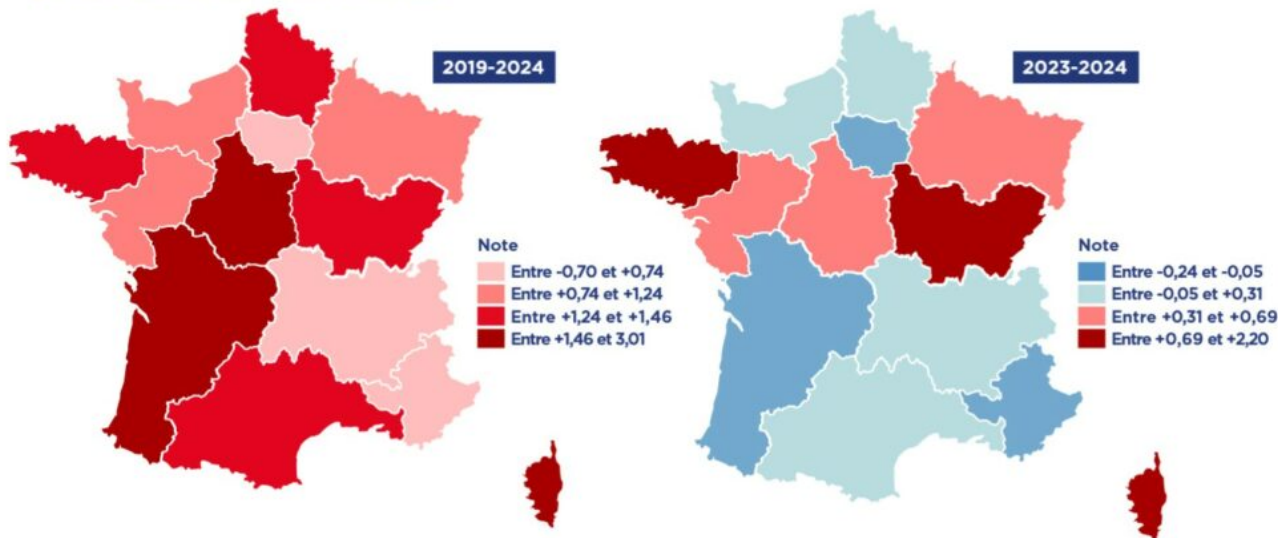 2019-2024
Note
Entre -0,70 et +0,74
Entre +0,74 et +1,24
Entre +1,24 et +1,46
Entre +1,46 et 3,01
2023-2024
Note
Entre -0,24 et -0,05
Entre -0,05 et +0,31
Entre +0,31 et +0,69
Entre +0,69 et +2,20